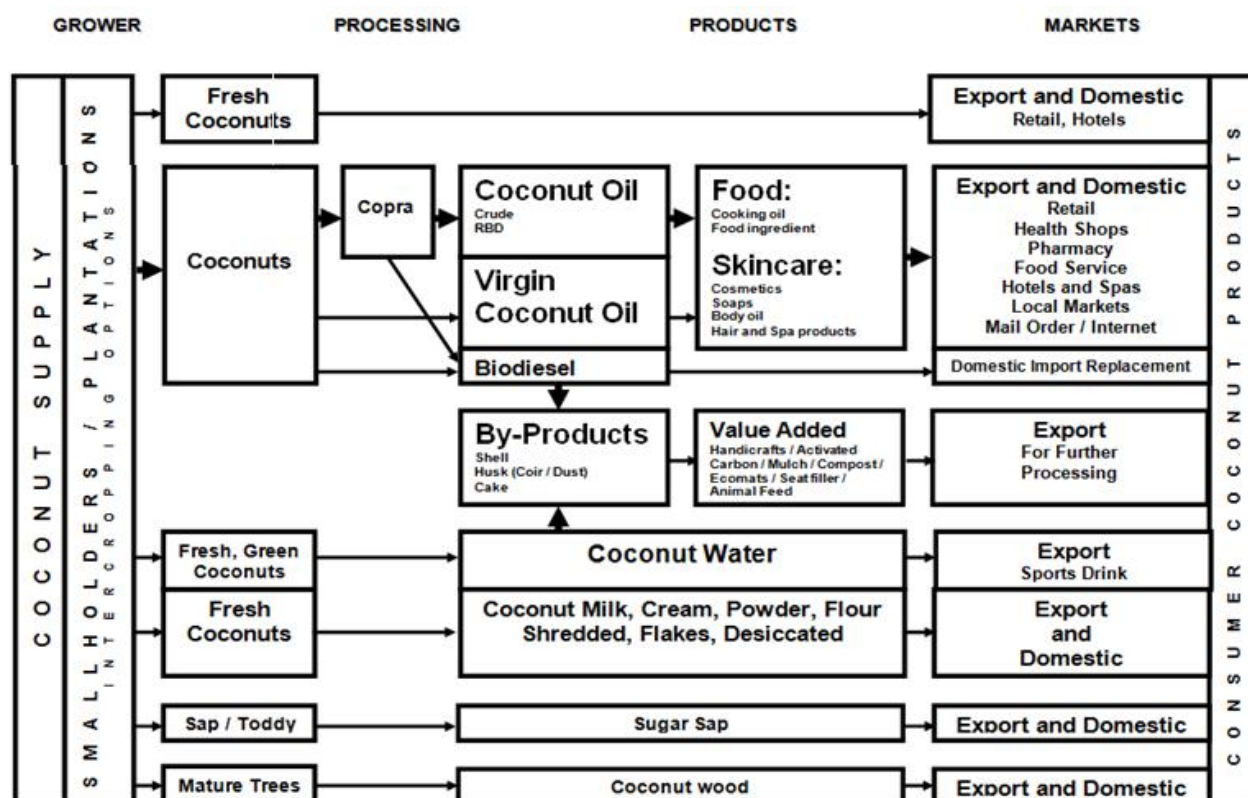 GROWER
PROCESSING
PRODUCTS
MARKETS
COCONUT SUPPLY
SMALLHOLDERS / PLANTATIONS
INTERCROPPING OPTIONS
Fresh
Coconuts
Export and Domestic
Retail, Hotels
Coconuts
Copra
Coconut Oil
Crude
RBD
Virgin
Coconut Oil
Biodiesel
Food:
Cooking oil
Food ingredient
Skincare:
Cosmetics
Soaps
Body oil
Hair and Spa products
Export and Domestic
Retail
Health Shops
Pharmacy
Food Service
Hotels and Spas
Local Markets
Mail Order / Internet
Domestic Import Replacement
By-Products
Shell
Husk (Coir / Dust)
Cake
Value Added
Handicrafts / Activated
Carbon / Mulch / Compost /
Ecomats / Seat filler /
Animal Feed
Export
For Further
Processing
Fresh, Green
Coconuts
Coconut Water
Export
Sports Drink
Fresh
Coconuts
Coconut Milk, Cream, Powder, Flour
Shredded, Flakes, Desiccated
Export
and
Domestic
Sap / Toddy
Sugar Sap
Export and Domestic
Mature Trees
Coconut wood
Export and Domestic
CONSUMER COCONUT PRODUCTS